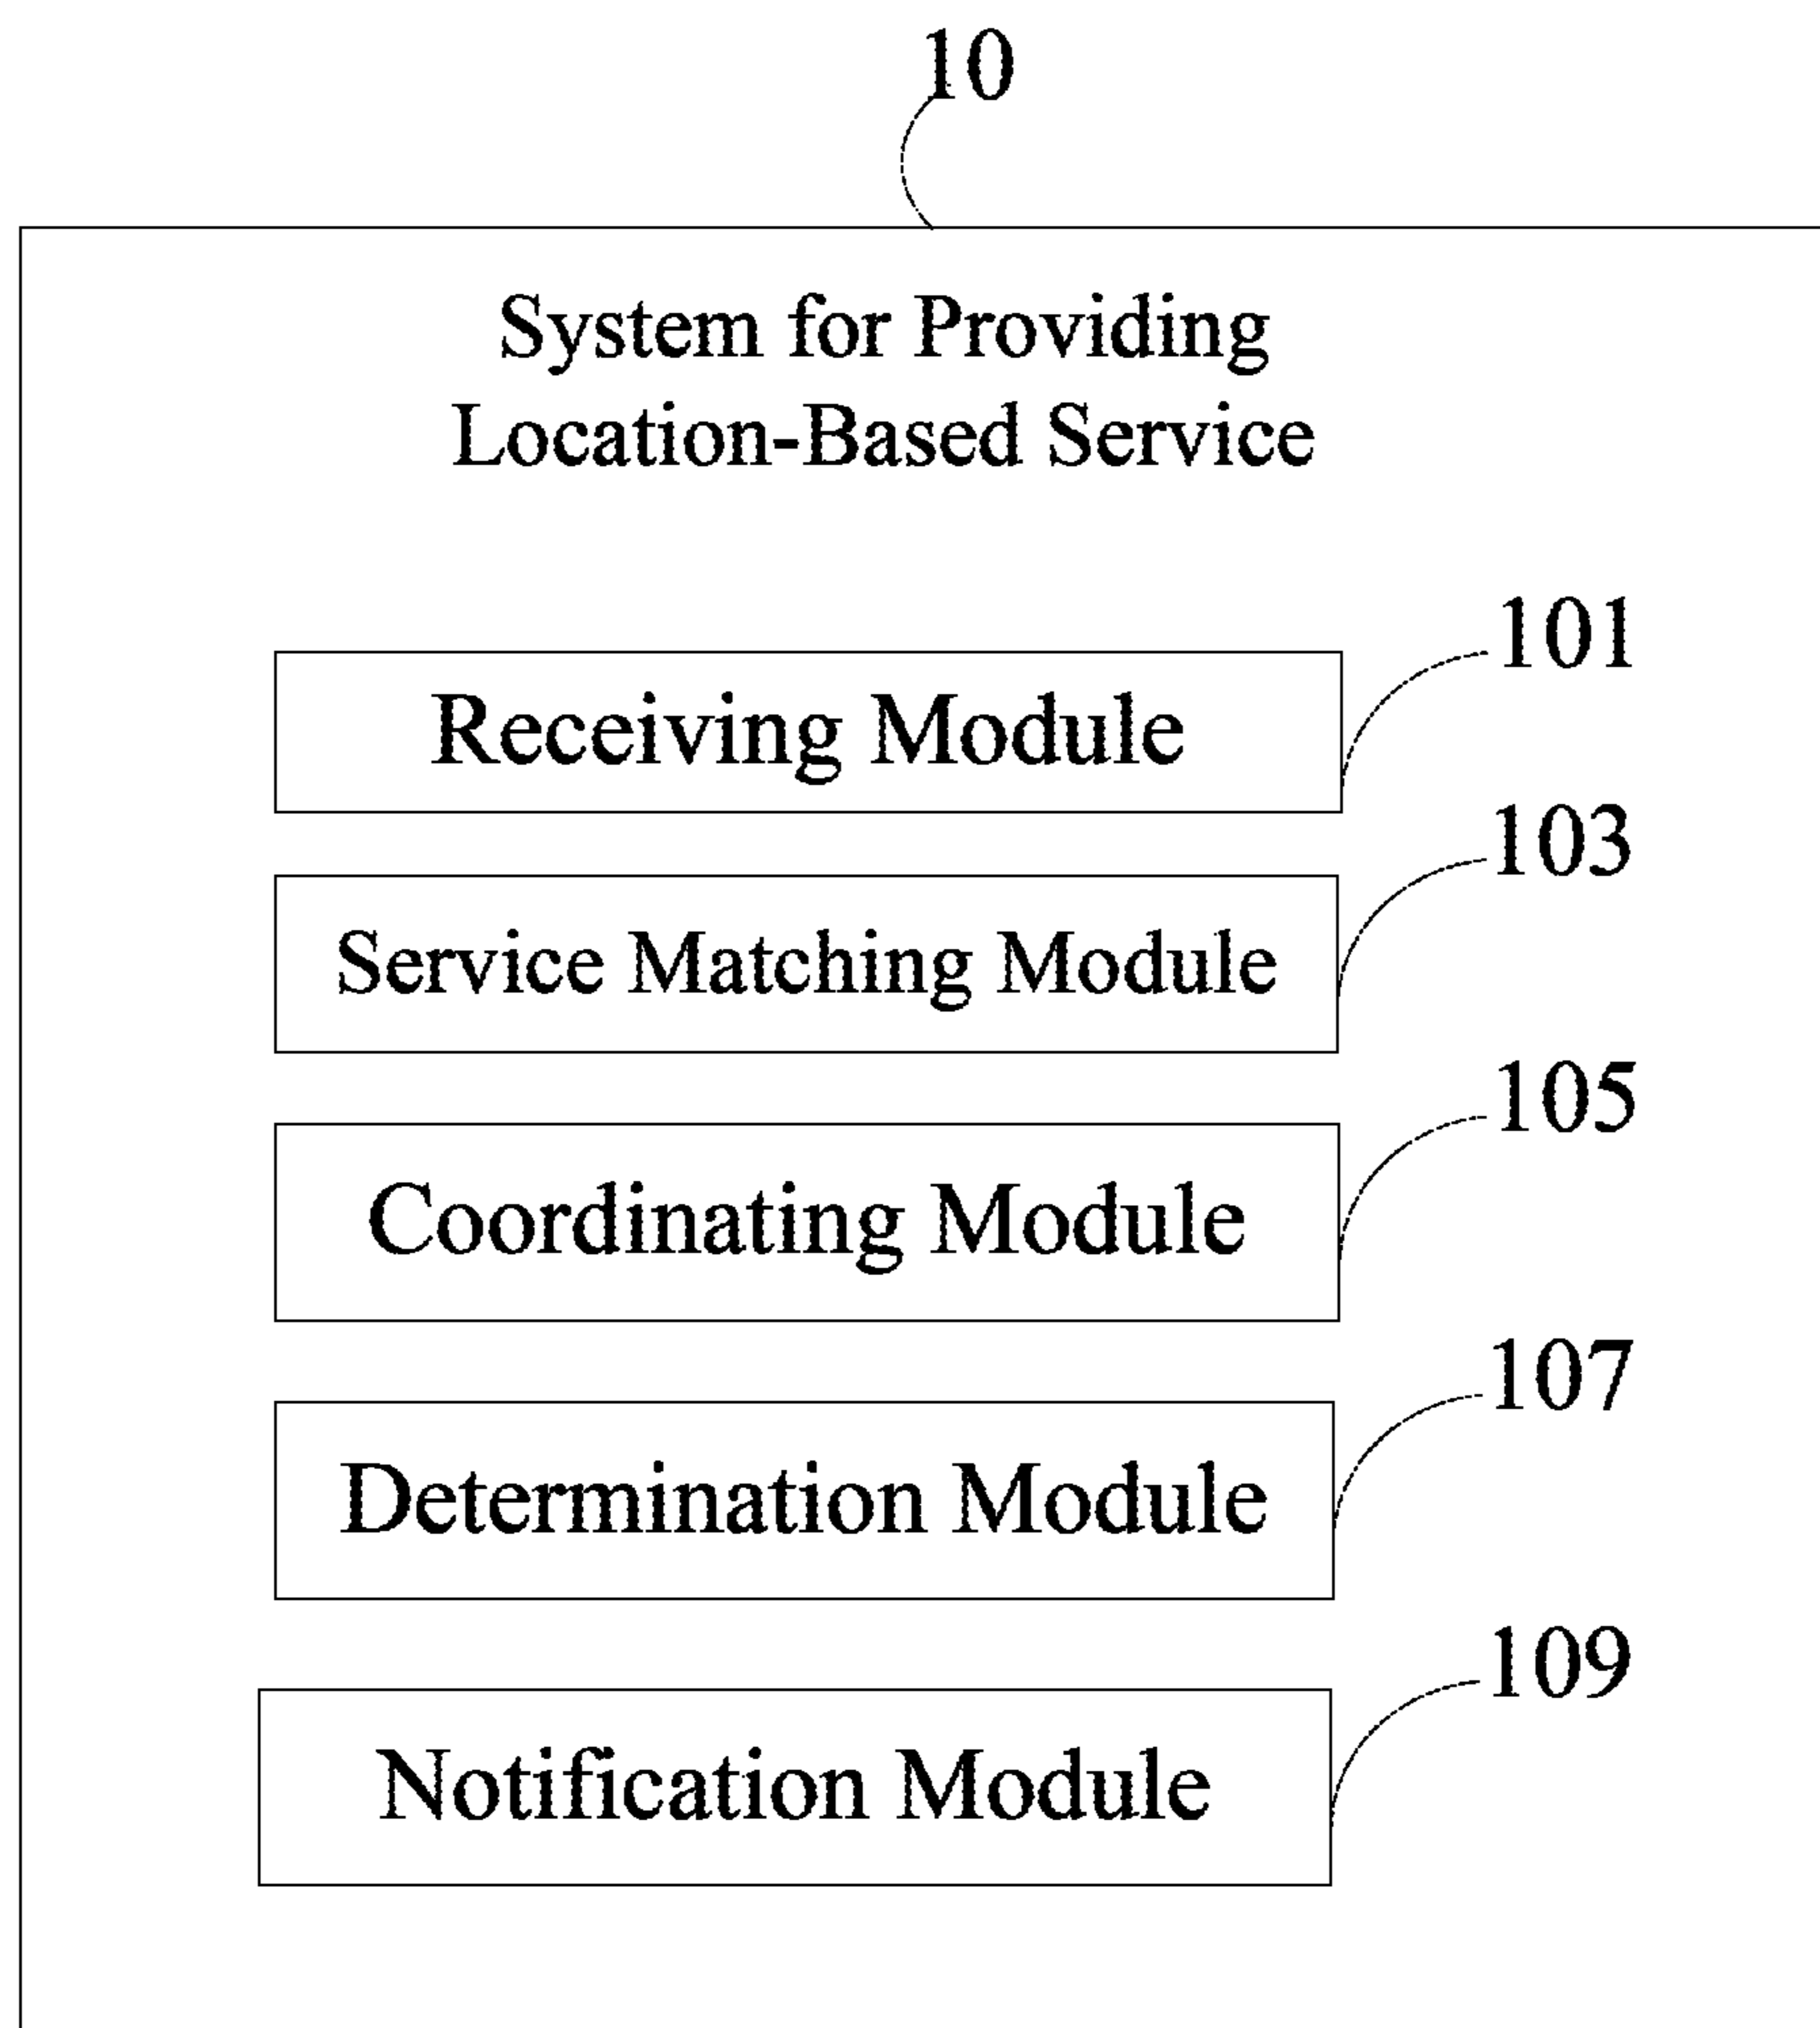 10
System for Providing
Location-Based Service
101
Receiving Module
103
Service Matching Module
105
Coordinating Module
107
Determination Module
109
Notification Module